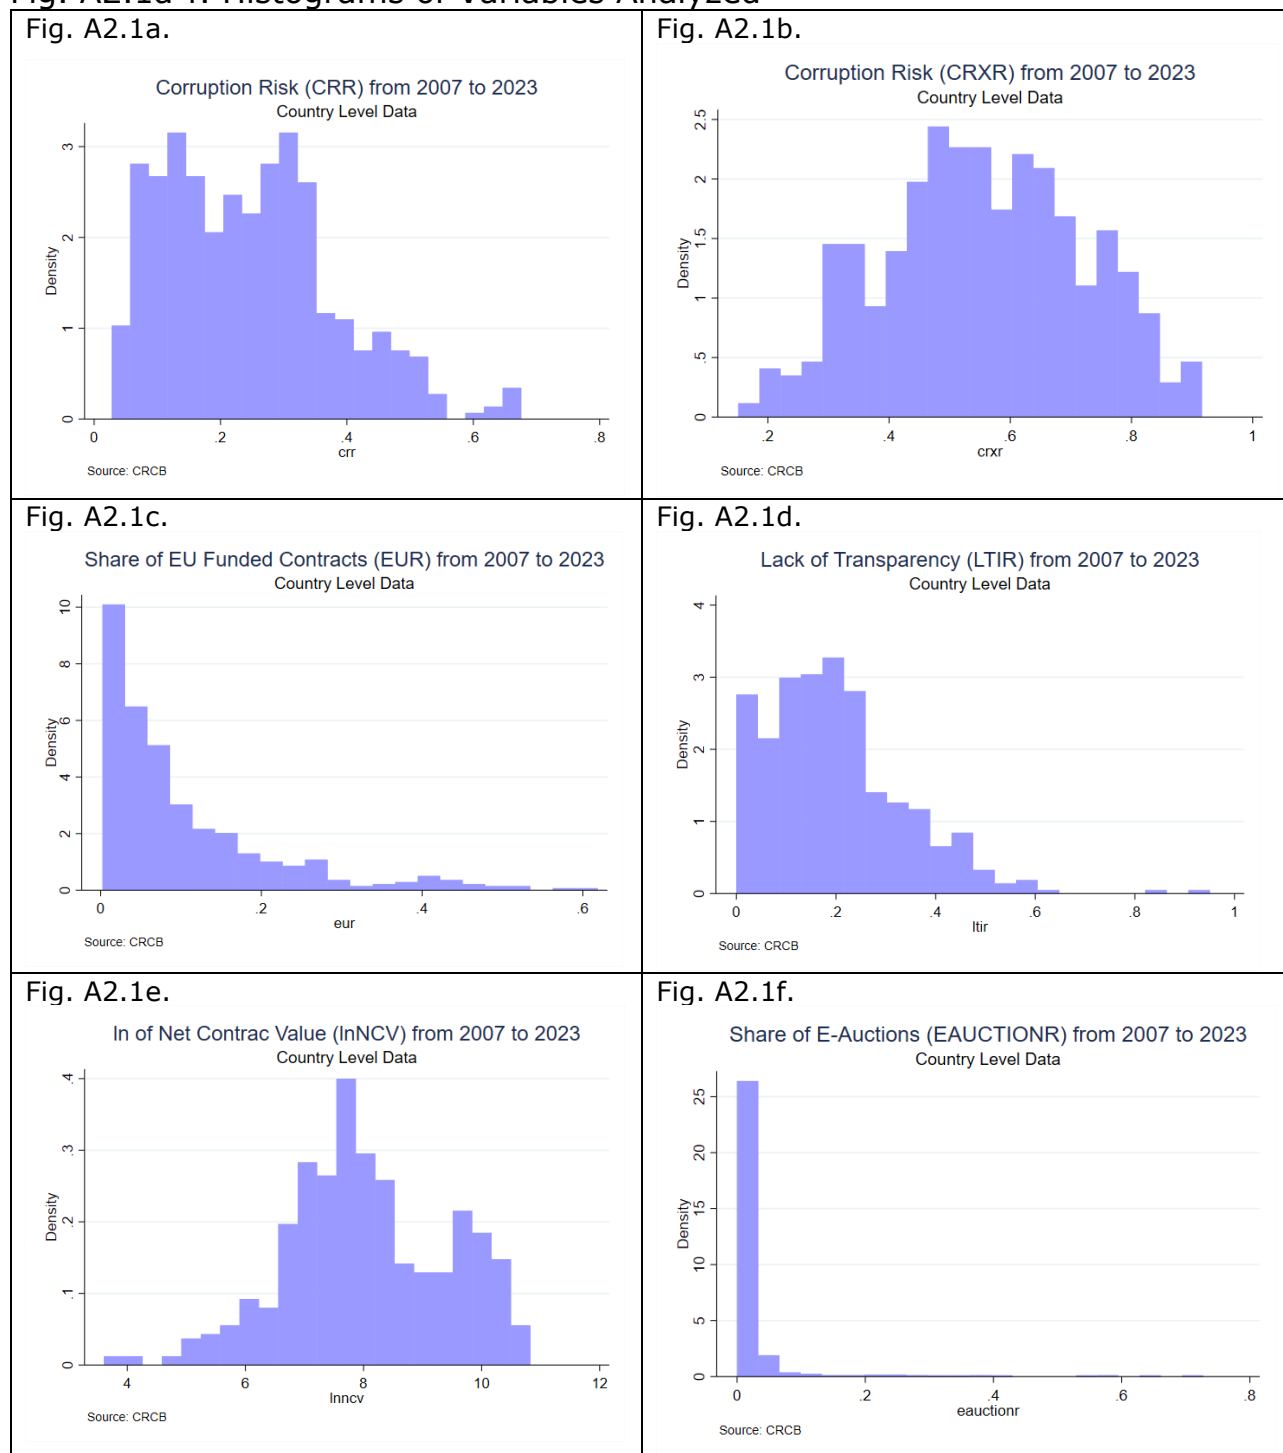 Fig. A2.1a-f. Histograms of Variables Analyzed
Fig. A2.1a.
Corruption Risk (CRR) from 2007 to 2023
Country Level Data
Density
0
1
2
3
0 .2 .4 .6 .8
crr
Source: CRCB
Fig. A2.1b.
Corruption Risk (CRXR) from 2007 to 2023
Country Level Data
Density
0
.5
1
1.5
2
2.5
.2 .4 .6 .8 1
crxr
Source: CRCB
Fig. A2.1c.
Share of EU Funded Contracts (EUR) from 2007 to 2023
Country Level Data
Density
0
2
4
6
8
10
0 .2 .4 .6
eur
Source: CRCB
Fig. A2.1d.
Lack of Transparency (LTIR) from 2007 to 2023
Country Level Data
Density
0
1
2
3
4
0 .2 .4 .6 .8 1
ltir
Source: CRCB
Fig. A2.1e.
ln of Net Contrac Value (lnNCV) from 2007 to 2023
Country Level Data
Density
0
.1
.2
.3
.4
4 6 8 10 12
lnncv
Source: CRCB
Fig. A2.1f.
Share of E-Auctions (EAUCTIONR) from 2007 to 2023
Country Level Data
Density
0
5
10
15
20
25
0 .2 .4 .6 .8
eauctionr
Source: CRCB